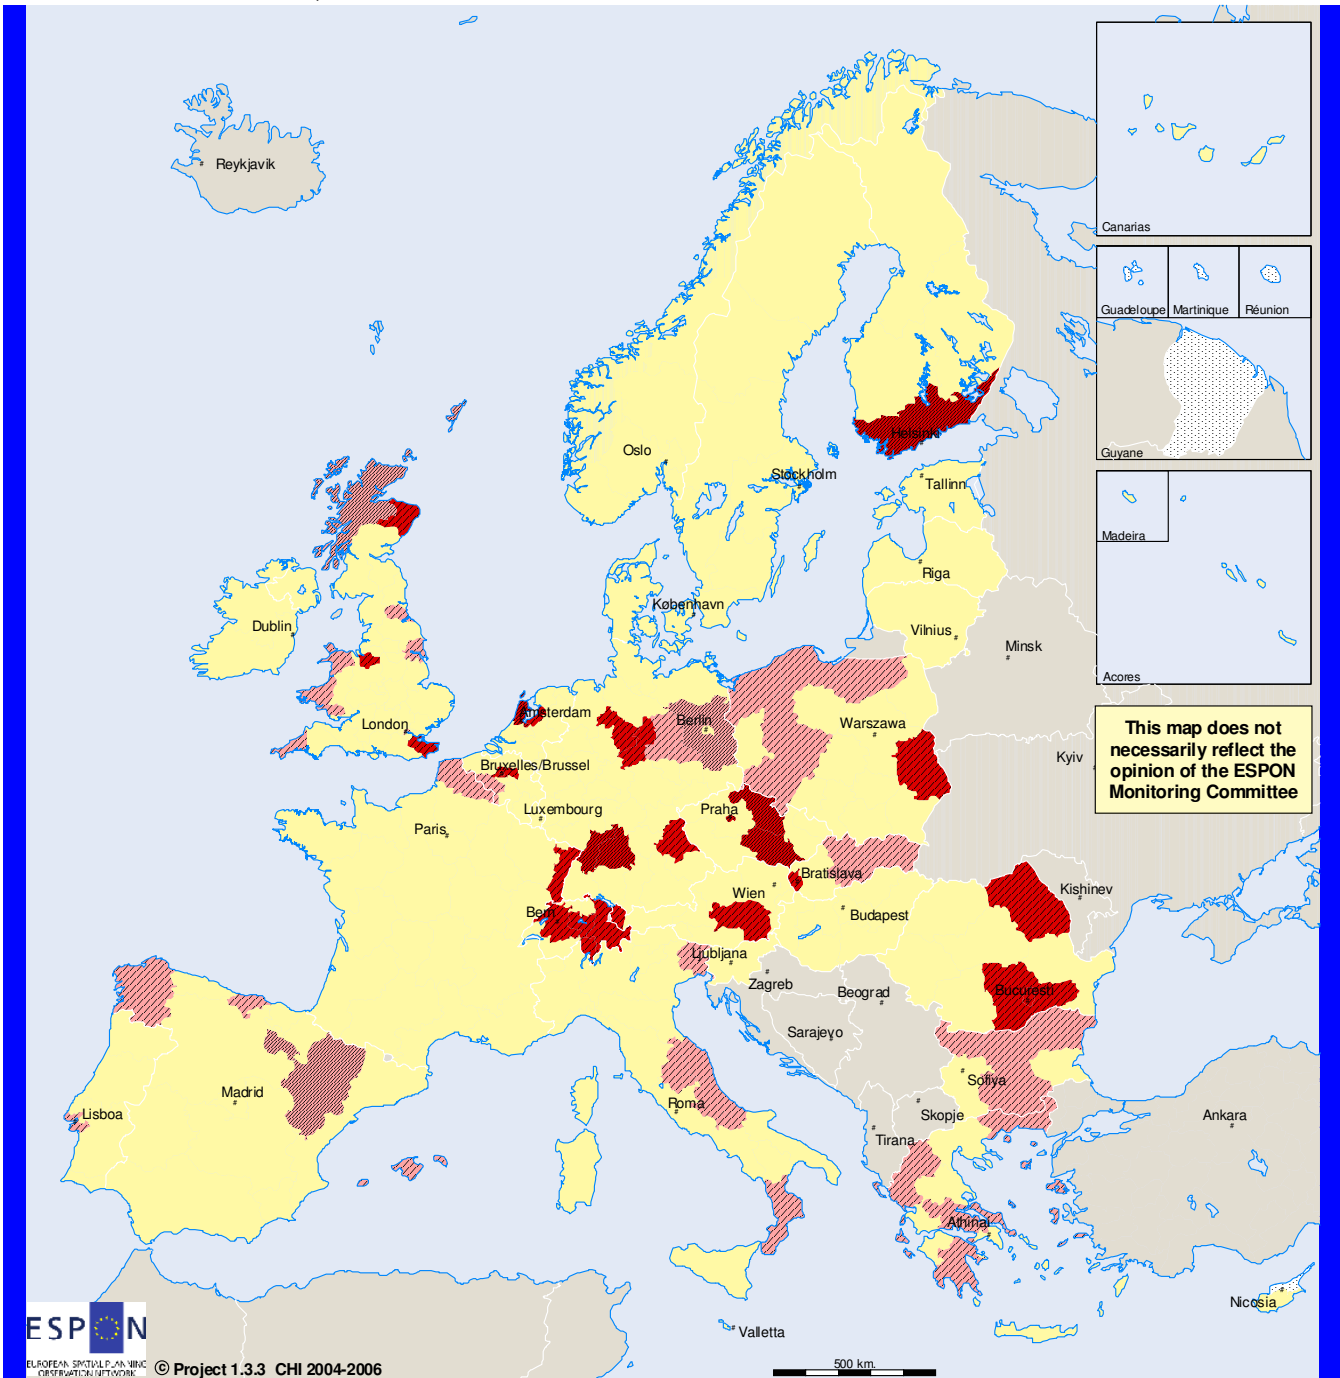 Reykjavik
Canarias
Guadeloupe
Martinique
Réunion
Guyane
Helsinki
Oslo
Stockholm
Tallinn
Madeira
Riga
København
Dublin
Vilnius
Minsk
Acores
Amsterdam
London
Berlin
Warszawa
This map does not
necessarily reflect the
opinion of the ESPON
Monitoring Committee
Kyiv
Bruxelles/Brussel
Luxembourg
Praha
Paris
Bratislava
Wien
Kishinev
Bern
Budapest
Ljubljana
Zagreb
Beograd
Bucuresti
Sarajevo
Sofiya
Madrid
Roma
Lisboa
Skopje
Ankara
Tirana
Athinai
Nicosia
Valletta
ESPON
EUROPEAN SPATIAL PLANNING
OBSERVATION NETWORK
© Project 1.3.3 CHI 2004-2006
500 km.